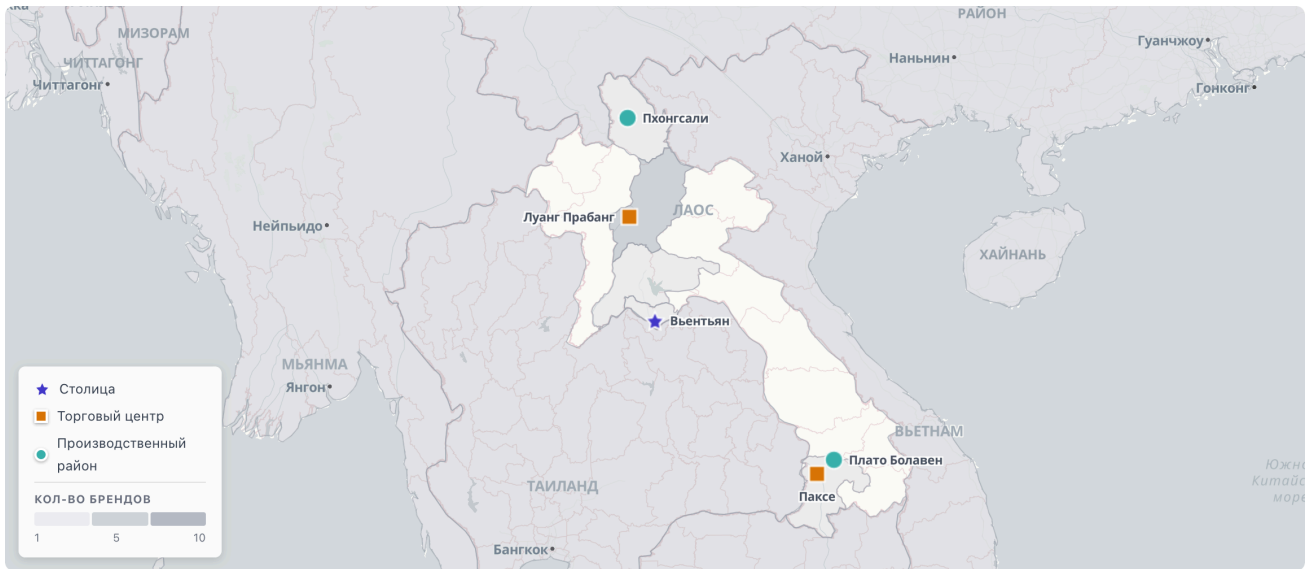 МИЗОРАМ
ЧИТТАГОНГ
Читтагонг
РАЙОН
Гуанчжоу
Наньнин
Гонконг
Пхонгсали
Ханой
Луанг Прабанг
ЛАОС
Нейпьидо
ХАЙНАНЬ
Вьентьян
МЬЯНМА
Янгон
ВЬЕТНАМ
Плато Болавен
Паксе
ТАИЛАНД
Бангкок
Южно
Китайс
море
Столица
Торговый центр
Производственный
район
КОЛ-ВО БРЕНДОВ
1 5 10